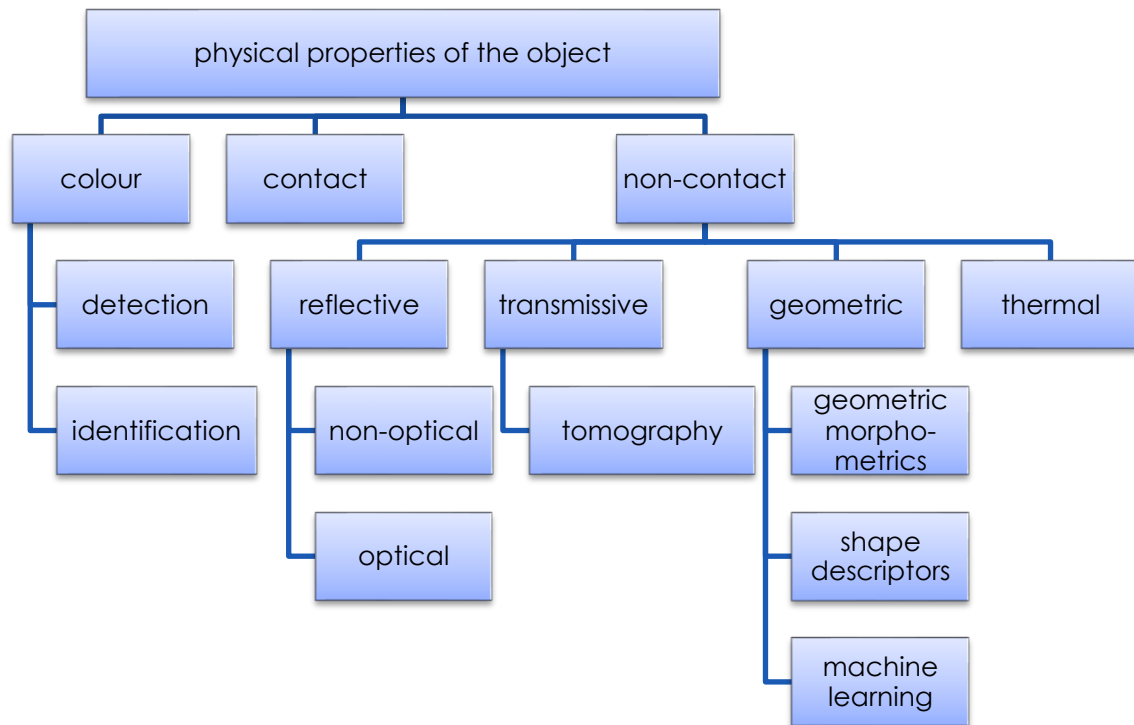 physical properties of the object
colour
contact
non-contact
detection
reflective
transmissive
geometric
thermal
identification
non-optical
tomography
geometric
morpho-
metrics
optical
shape
descriptors
machine
learning